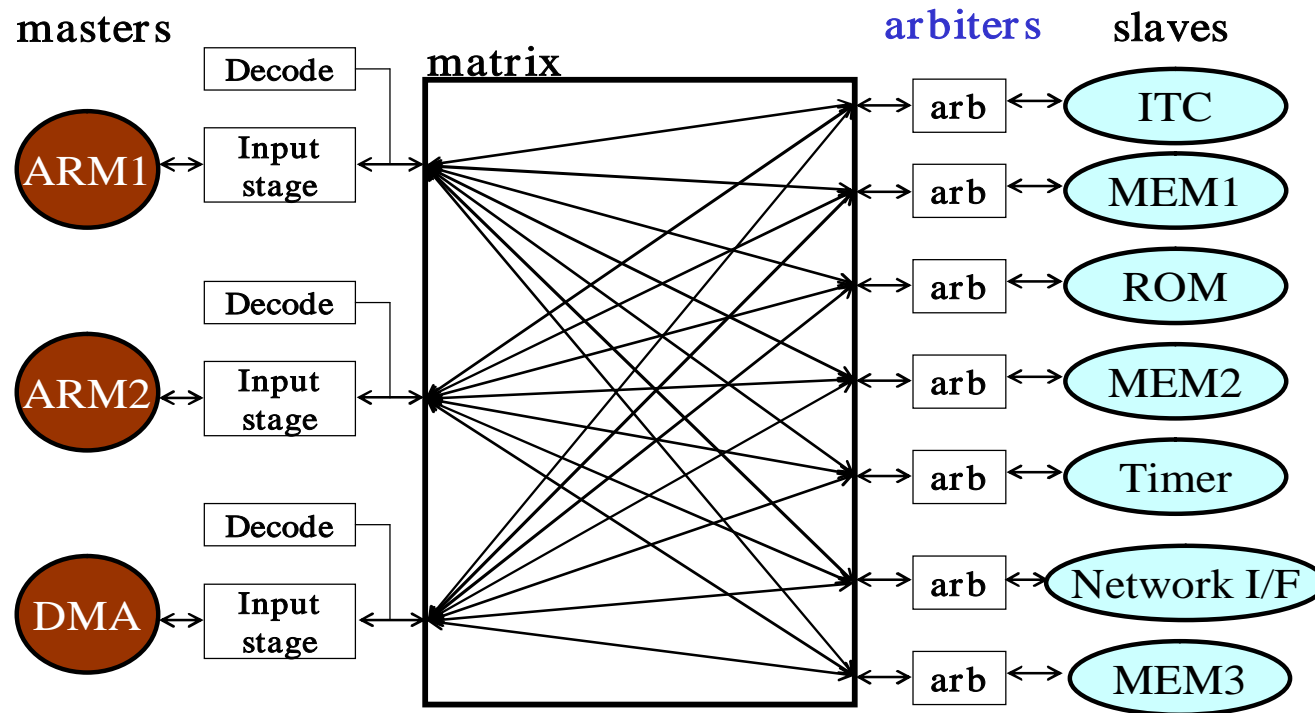 masters
arbiters
slaves
matrix
Decode
Input
stage
ARM1
Decode
Input
stage
ARM2
Decode
Input
stage
DMA
arb
ITC
arb
MEM1
arb
ROM
arb
MEM2
arb
Timer
arb
Network I/F
arb
MEM3